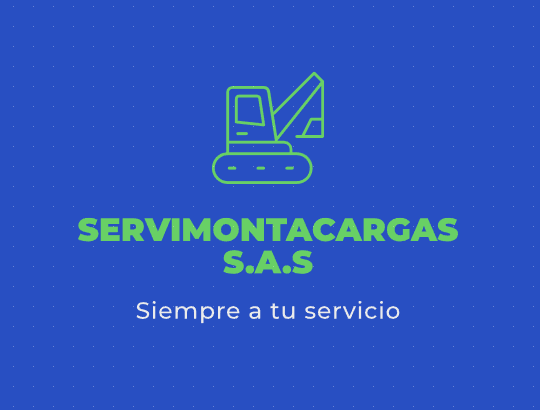 SERVIMONTACARGAS
S.A.S
Siempre a tu servicio